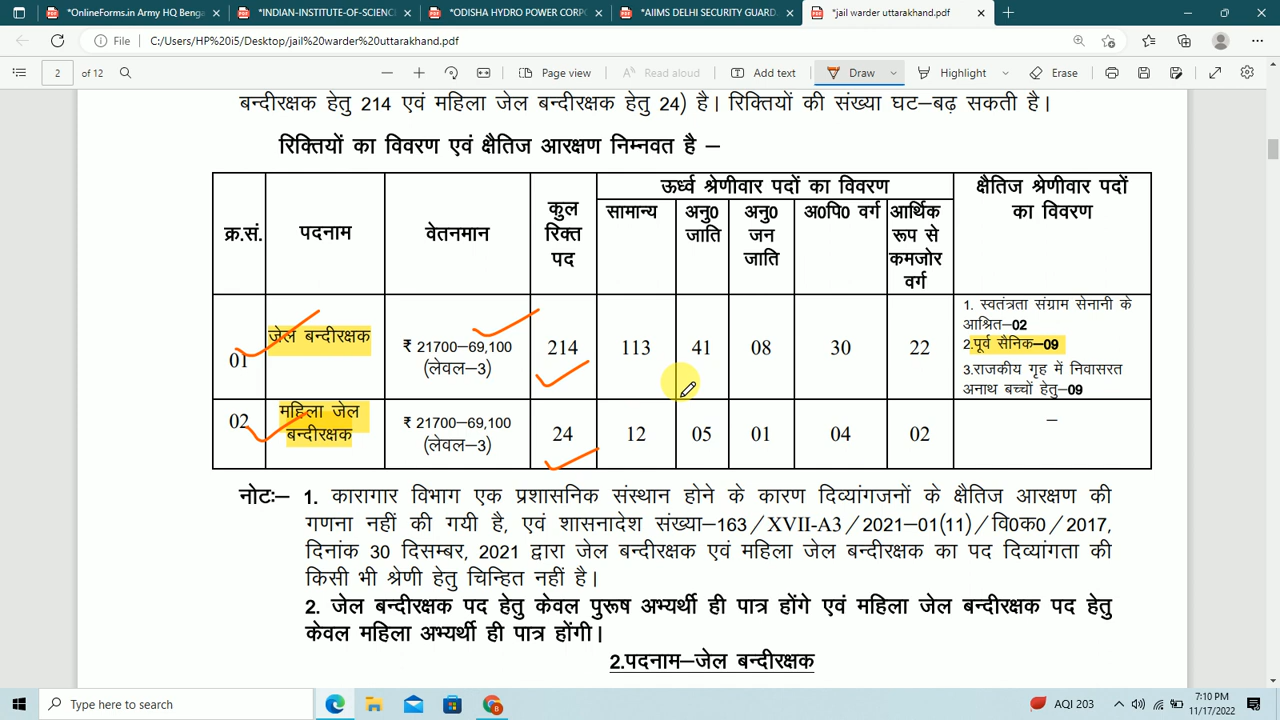 *OnlineForms.in Army HQ Beng
*INDIAN-INSTITUTE-OF-SCIENC
*ODISHA HYDRO POWER CORP
*AIIMS DELHI SECURITY GUARD
*jail warder uttarakhand.pdf
File C:/Users/HP%20i5/Desktop/jail%20warder%20uttarakhand.pdf
2 of 12 Page view Read aloud Add text Draw Highlight Erase
बन्दीरक्षक हेतु 214 एवं महिला जेल बन्दीरक्षक हेतु 24) है। रिक्तियों की संख्या घट–बढ़ सकती है।
रिक्तियों का विवरण एवं क्षैतिज आरक्षण निम्नवत है –
क्र.सं. पदनाम वेतनमान कुल रिक्त पद ऊर्ध्व श्रेणीवार पदों का विवरण क्षैतिज श्रेणीवार पदों का विवरण
सामान्य अनु0 जाति अनु0 जन जाति अ0पि0 वर्ग आर्थिक रूप से कमजोर वर्ग
01 जेल बन्दीरक्षक ₹ 21700–69,100 (लेवल–3) 214 113 41 08 30 22
1. स्वतंत्रता संग्राम सेनानी के
आश्रित–02
2.पूर्व सैनिक–09
3.राजकीय गृह में निवासरत
अनाथ बच्चों हेतु–09
02 महिला जेल बन्दीरक्षक ₹ 21700–69,100 (लेवल–3) 24 12 05 01 04 02 –
नोटः– 1. कारागार विभाग एक प्रशासनिक संस्थान होने के कारण दिव्यांगजनों के क्षैतिज आरक्षण की
गणना नहीं की गयी है, एवं शासनादेश संख्या–163/XVII-A3/2021–01(11)/वि0क0/2017,
दिनांक 30 दिसम्बर, 2021 द्वारा जेल बन्दीरक्षक एवं महिला जेल बन्दीरक्षक का पद दिव्यांगता की
किसी भी श्रेणी हेतु चिन्हित नहीं है।
2. जेल बन्दीरक्षक पद हेतु केवल पुरूष अभ्यर्थी ही पात्र होंगे एवं महिला जेल बन्दीरक्षक पद हेतु
केवल महिला अभ्यर्थी ही पात्र होंगी।
2.पदनाम–जेल बन्दीरक्षक
Type here to search
AQI 203
7:10 PM
11/17/2022